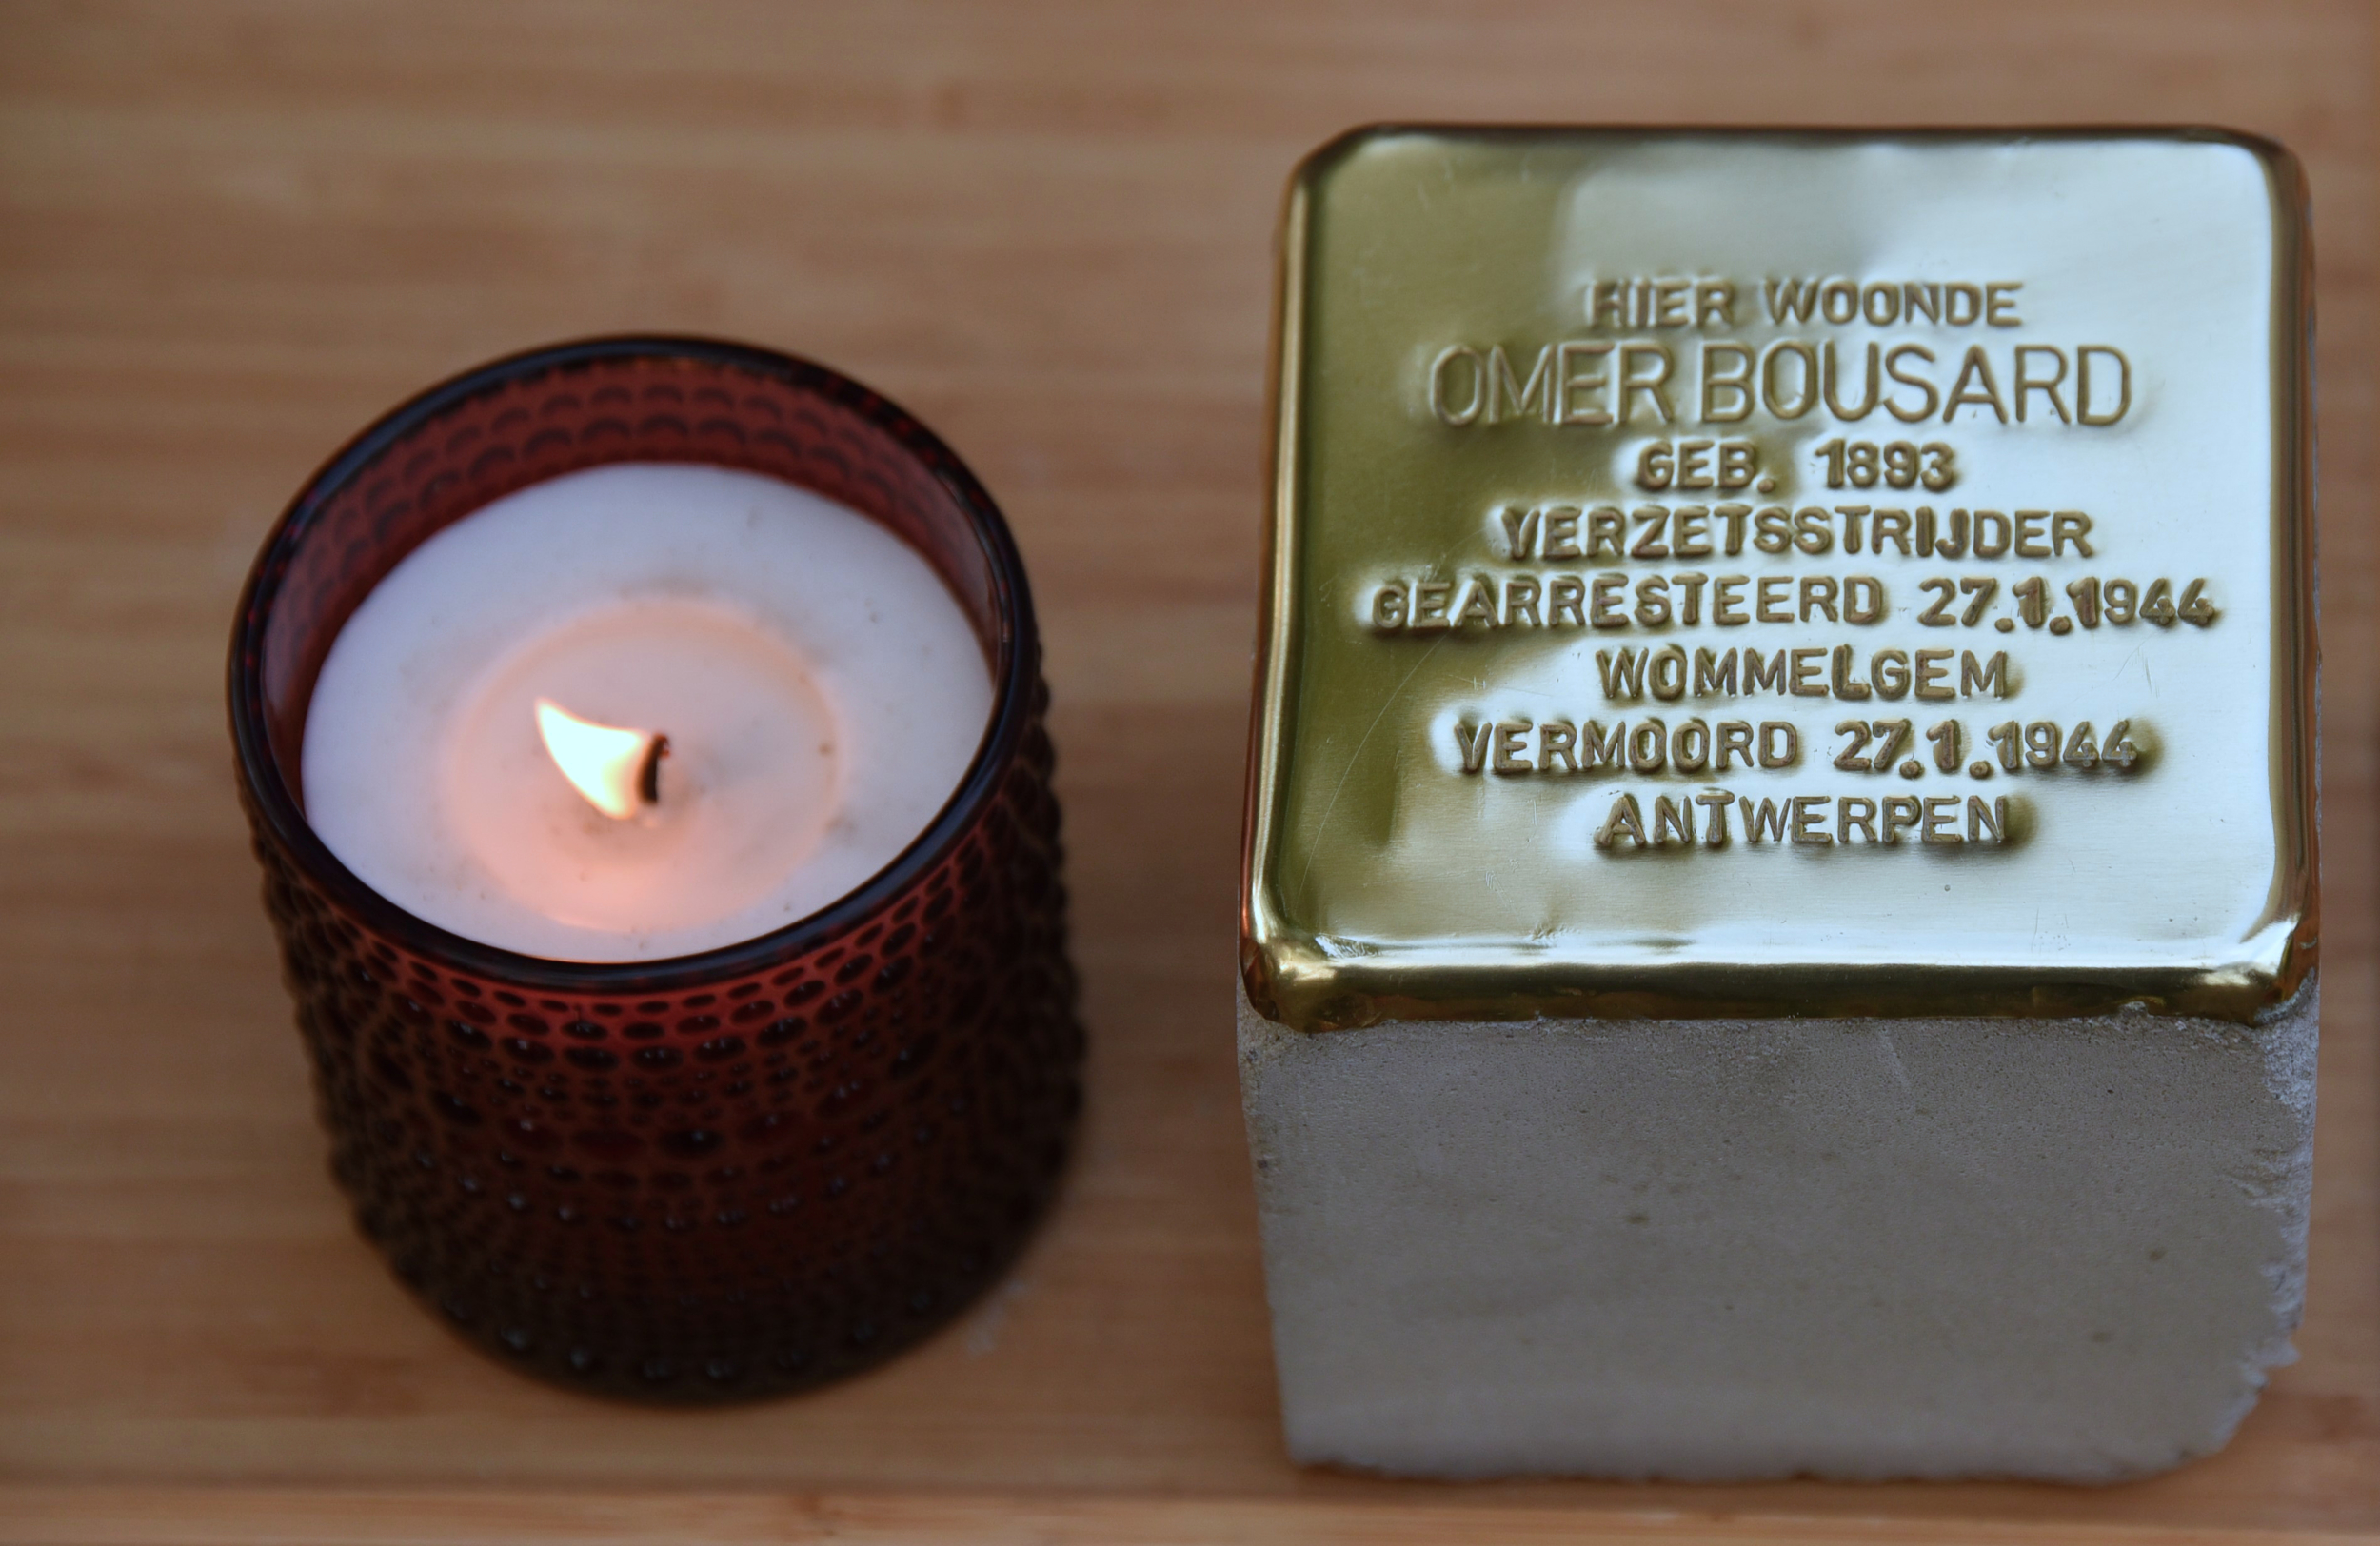 HIER WOONDE
OMER BOUSARD
GEB. 1893
VERZETSSTRIJDER
GEARRESTEERD 27.1.1944
WOMMELGEM
VERMOORD 27.1.1944
ANTWERPEN